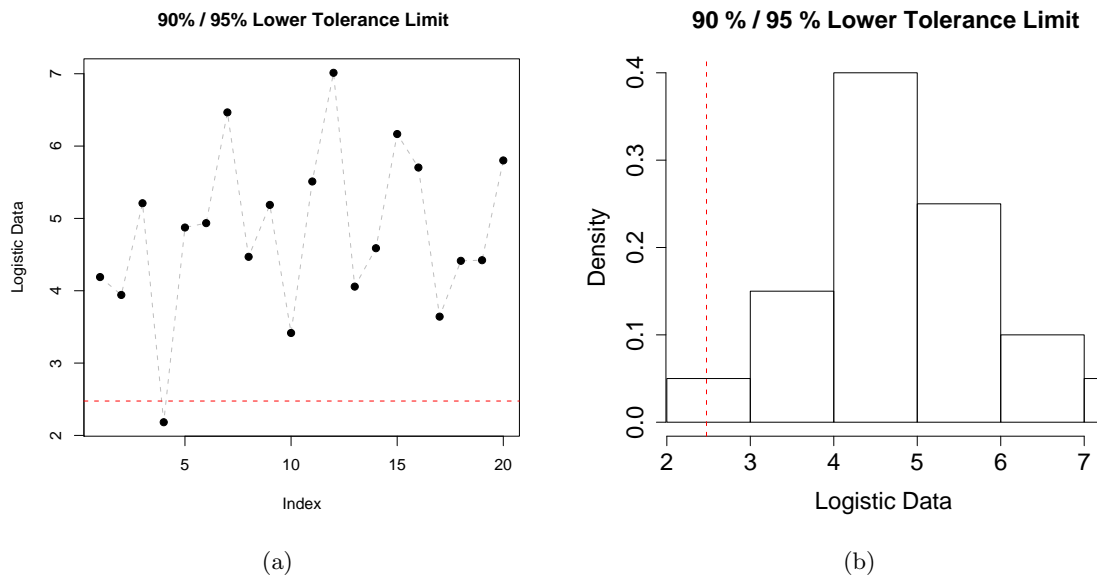 90% / 95% Lower Tolerance Limit
7
6
5
4
3
2
Logistic Data
5
10
15
20
Index
(a)
90 % / 95 % Lower Tolerance Limit
0.4
0.3
0.2
0.1
0.0
Density
2
3
4
5
6
7
Logistic Data
(b)